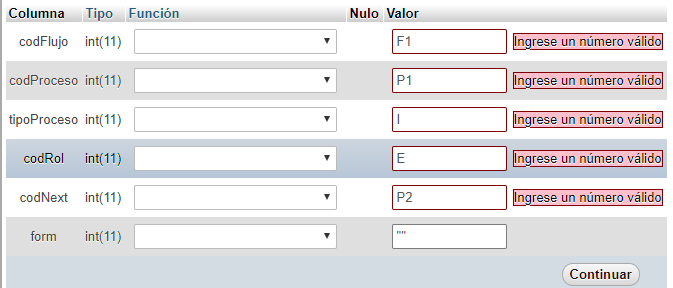 Columna Tipo Función Nulo Valor
codFlujo int(11) F1 Ingrese un número válido
codProceso int(11) P1 Ingrese un número válido
tipoProceso int(11) I Ingrese un número válido
codRol int(11) E Ingrese un número válido
codNext int(11) P2 Ingrese un número válido
form int(11) ""
Continuar